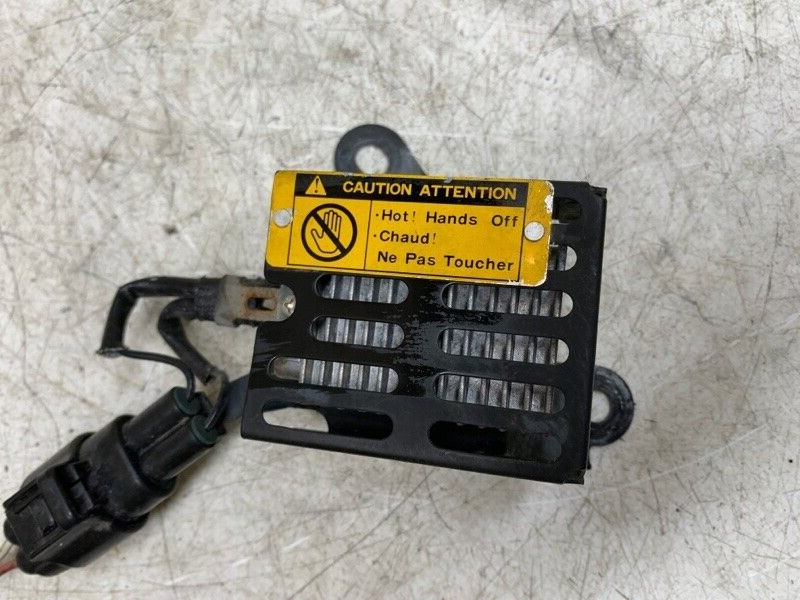 CAUTION ATTENTION
·Hot! Hands Off
·Chaud!
Ne Pas Toucher